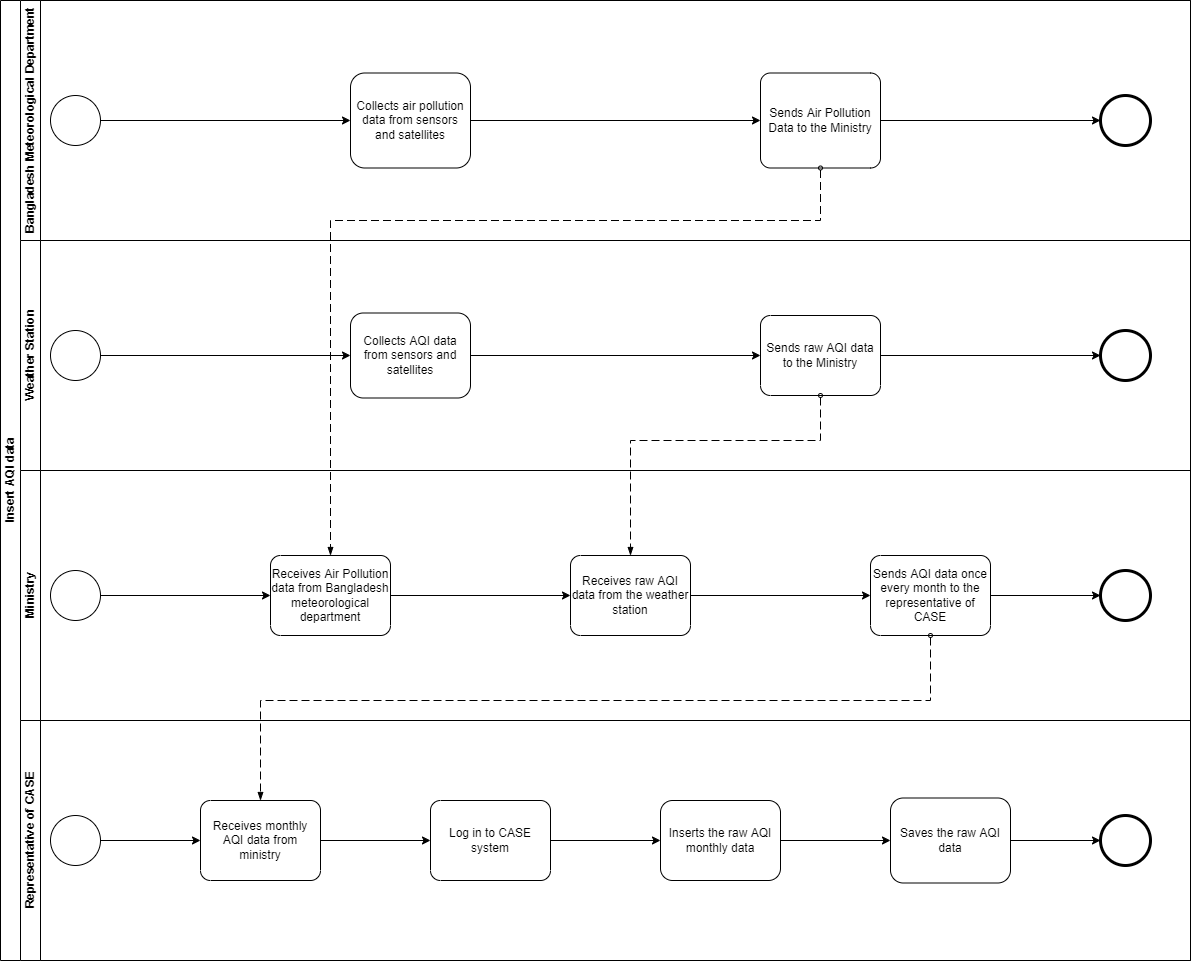 Insert AQI data
Bangladesh Meteorological Department
Collects air pollution
data from sensors
and satellites
Sends Air Pollution
Data to the Ministry
Weather Station
Collects AQI data
from sensors and
satellites
Sends raw AQI data
to the Ministry
Ministry
Receives Air Pollution
data from Bangladesh
meteorological
department
Receives raw AQI
data from the weather
station
Sends AQI data once
every month to the
representative of
CASE
Representative of CASE
Receives monthly
AQI data from
ministry
Log in to CASE
system
Inserts the raw AQI
monthly data
Saves the raw AQI
data